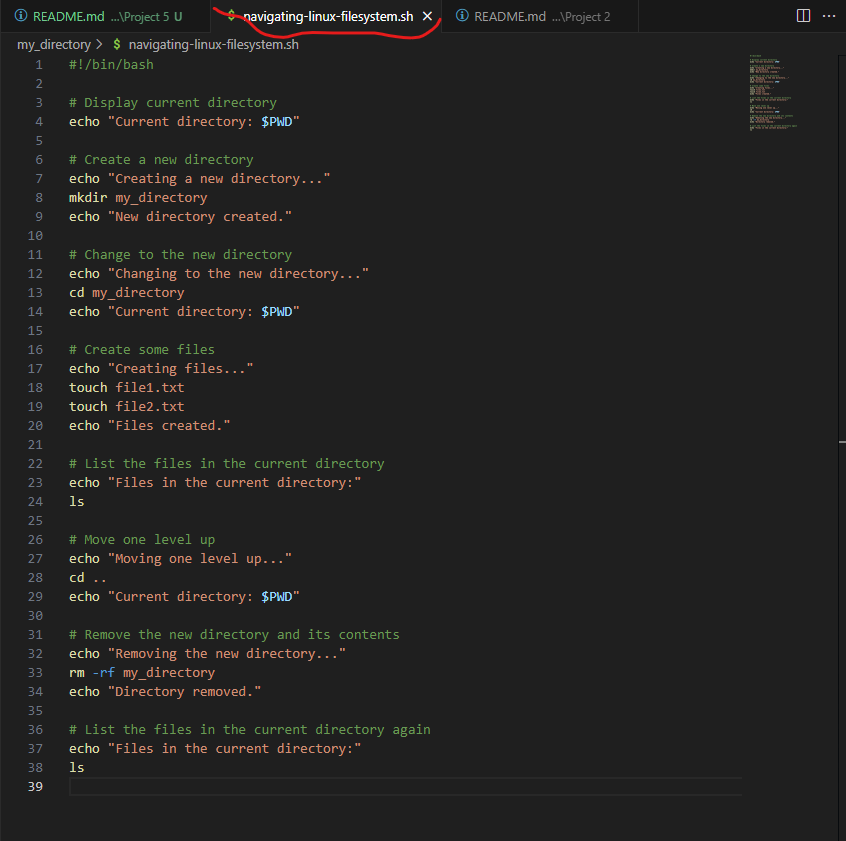 README.md ...\Project 5 U
$ navigating-linux-filesystem.sh
README.md ...\Project 2
my_directory > $ navigating-linux-filesystem.sh
1 #!/bin/bash
2
3 # Display current directory
4 echo "Current directory: $PWD"
5
6 # Create a new directory
7 echo "Creating a new directory..."
8 mkdir my_directory
9 echo "New directory created."
10
11 # Change to the new directory
12 echo "Changing to the new directory..."
13 cd my_directory
14 echo "Current directory: $PWD"
15
16 # Create some files
17 echo "Creating files..."
18 touch file1.txt
19 touch file2.txt
20 echo "Files created."
21
22 # List the files in the current directory
23 echo "Files in the current directory:"
24 ls
25
26 # Move one level up
27 echo "Moving one level up..."
28 cd ..
29 echo "Current directory: $PWD"
30
31 # Remove the new directory and its contents
32 echo "Removing the new directory..."
33 rm -rf my_directory
34 echo "Directory removed."
35
36 # List the files in the current directory again
37 echo "Files in the current directory:"
38 ls
39